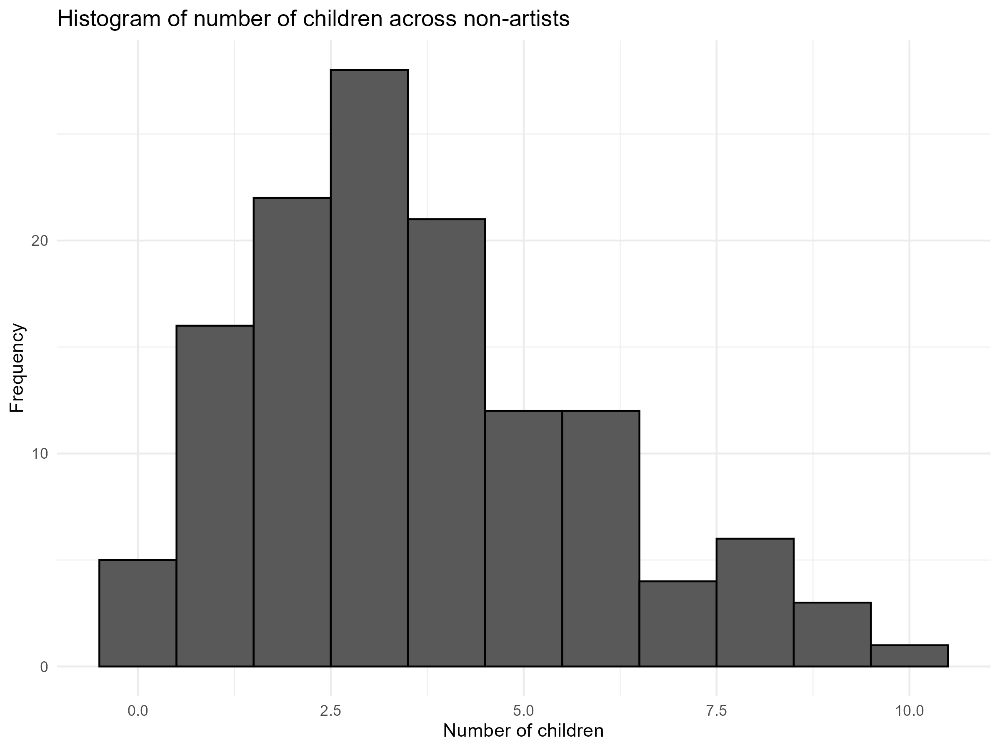 Histogram of number of children across non-artists
Frequency
20
10
0
0.0 2.5 5.0 7.5 10.0
Number of children